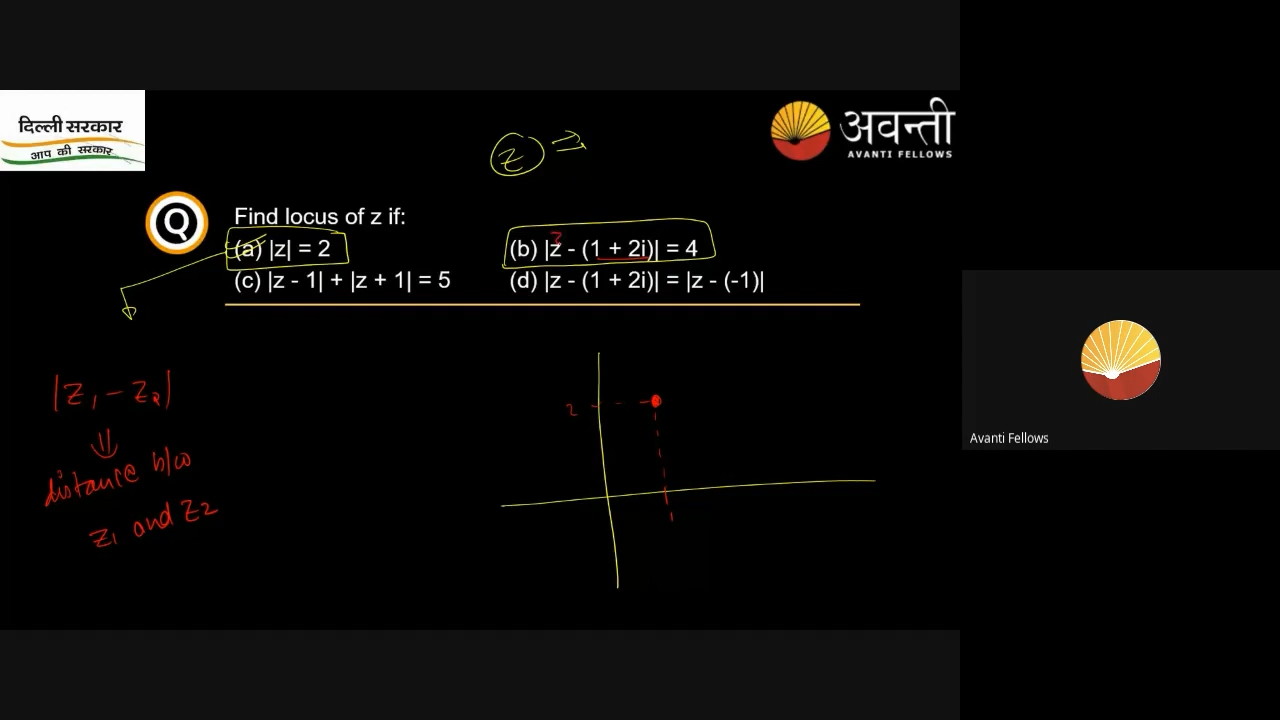 दिल्ली सरकार
आप की सरकार
अवन्ती
AVANTI FELLOWS
z ⇒
Q
Find locus of z if:
(a) |z| = 2
(b) |z - (1 + 2i)| = 4
(c) |z - 1| + |z + 1| = 5
(d) |z - (1 + 2i)| = |z - (-1)|
|z₁ - z₂|
⇓
distance b/w
z₁ and z2
2
Avanti Fellows